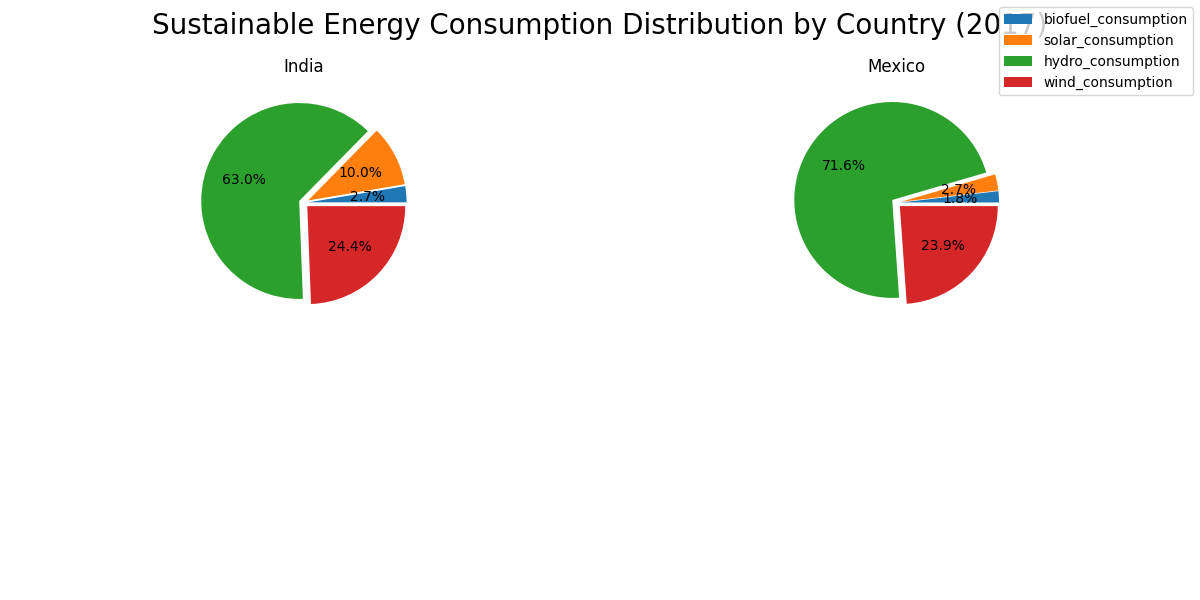 Sustainable Energy Consumption Distribution by Country (2017)
biofuel_consumption
solar_consumption
hydro_consumption
wind_consumption
India
63.0%
10.0%
2.7%
24.4%
Mexico
71.6%
2.7%
1.8%
23.9%